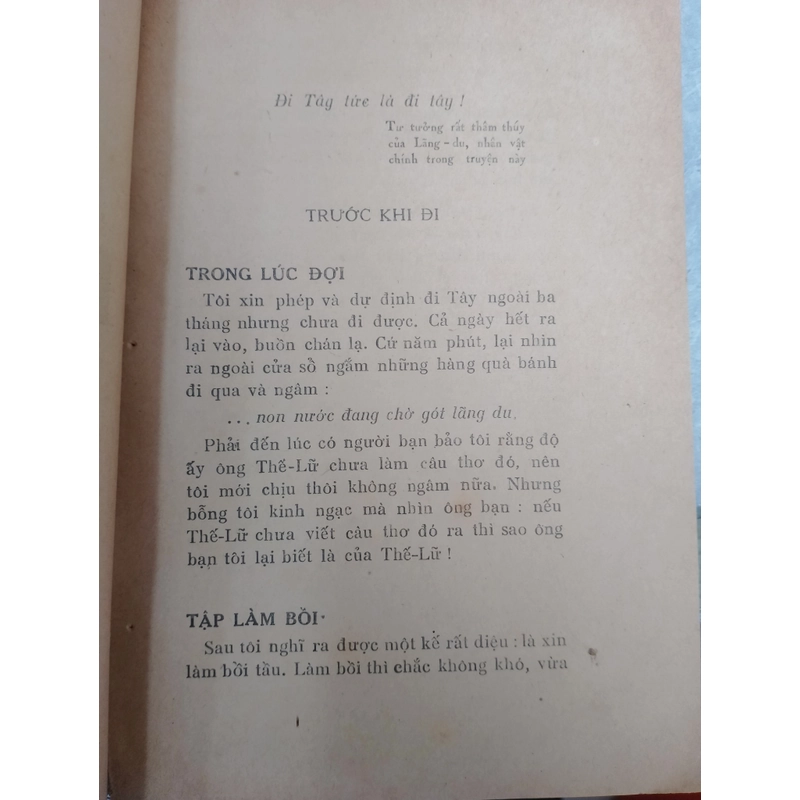 Đi Tây tức là đi tây !
Tư tưởng rất thâm thúy
của Lãng-du, nhân vật
chính trong truyện này
TRƯỚC KHI ĐI
TRONG LÚC ĐỢI
Tôi xin phép và dự định đi Tây ngoài ba
tháng nhưng chưa đi được. Cả ngày hết ra
lại vào, buồn chán lạ. Cứ năm phút, lại nhìn
ra ngoài cửa sổ ngắm những hàng quà bánh
đi qua và ngâm :
... non nước đang chờ gót lãng du.
Phải đến lúc có người bạn bảo tôi rằng độ
ấy ông Thế-Lữ chưa làm câu thơ đó, nên
tôi mới chịu thôi không ngâm nữa. Nhưng
bỗng tôi kinh ngạc mà nhìn ông bạn : nếu
Thế-Lữ chưa viết câu thơ đó ra thì sao ông
bạn tôi lại biết là của Thế-Lữ !
TẬP LÀM BỒI
Sau tôi nghĩ ra được một kế rất diệu : là xin
làm bồi tầu. Làm bồi thì chắc không khó, vừa